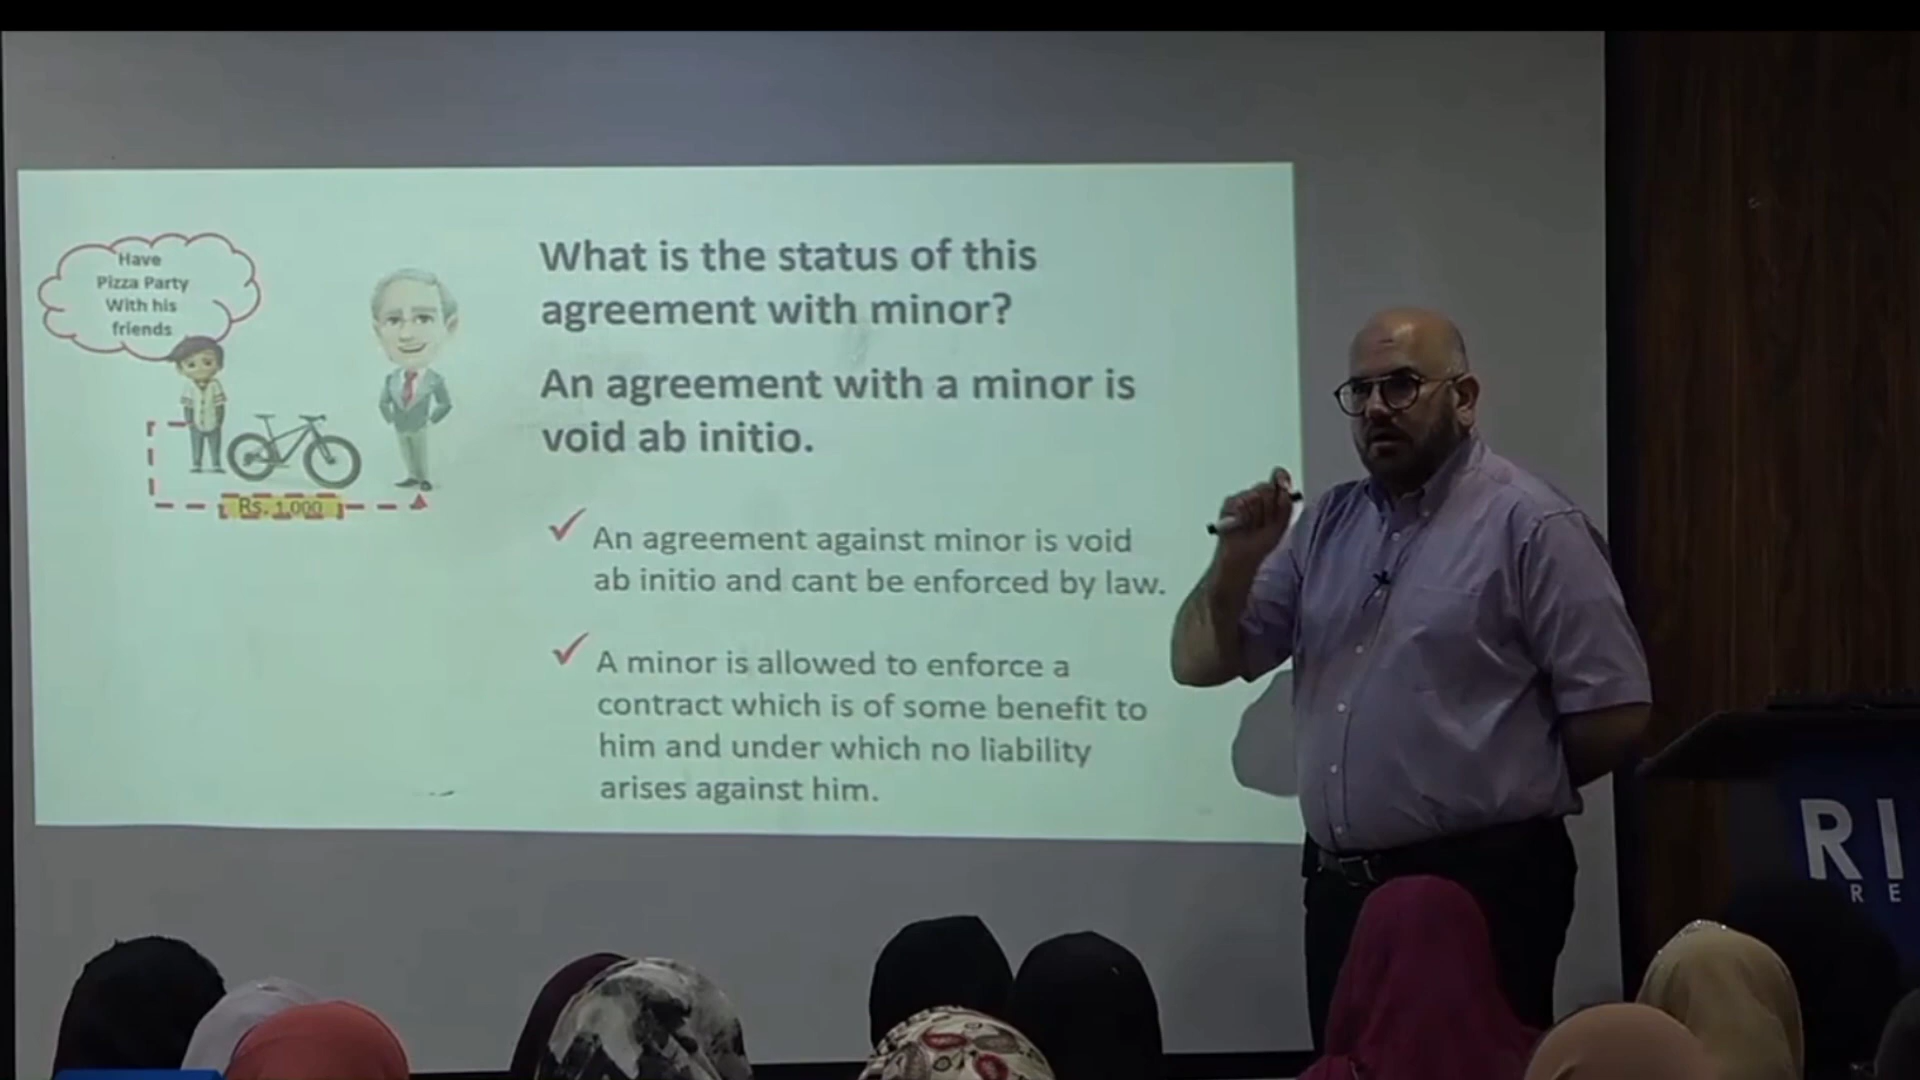 Have
Pizza Party
With his
friends
Rs. 1,000
What is the status of this
agreement with minor?
An agreement with a minor is
void ab initio.
An agreement against minor is void
ab initio and cant be enforced by law.
A minor is allowed to enforce a
contract which is of some benefit to
him and under which no liability
arises against him.
RI
RE